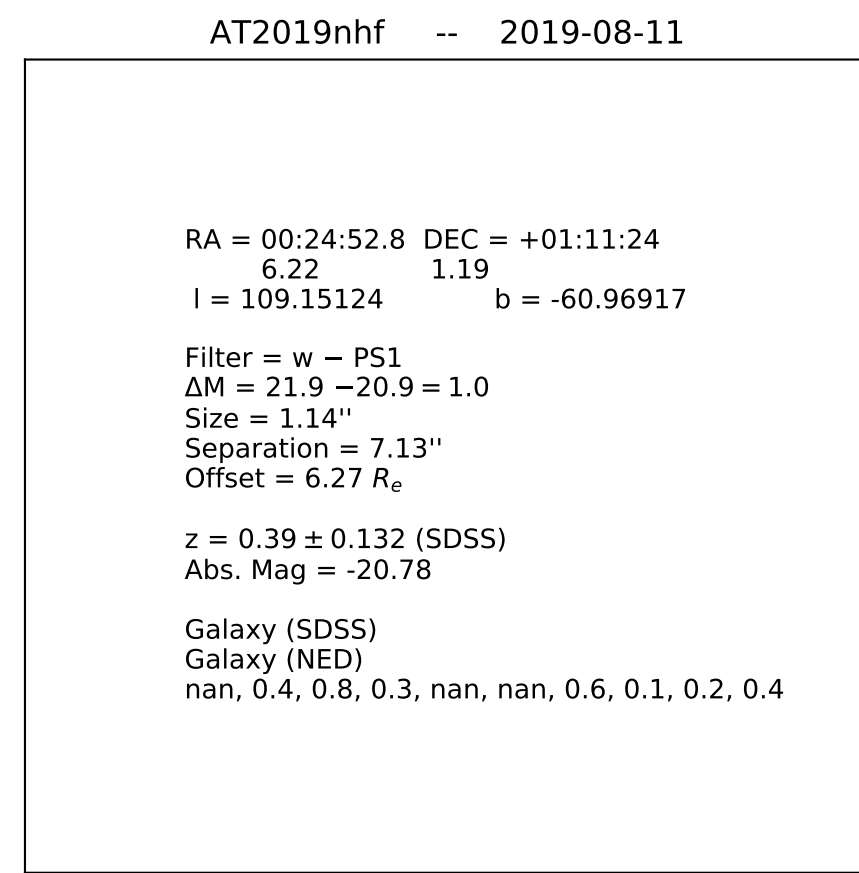 AT2019nhf -- 2019-08-11
RA = 00:24:52.8 DEC = +01:11:24
6.22 1.19
l = 109.15124 b = -60.96917
Filter = w − PS1
ΔM = 21.9 −20.9 = 1.0
Size = 1.14''
Separation = 7.13''
Offset = 6.27 Re
z = 0.39 ± 0.132 (SDSS)
Abs. Mag = -20.78
Galaxy (SDSS)
Galaxy (NED)
nan, 0.4, 0.8, 0.3, nan, nan, 0.6, 0.1, 0.2, 0.4